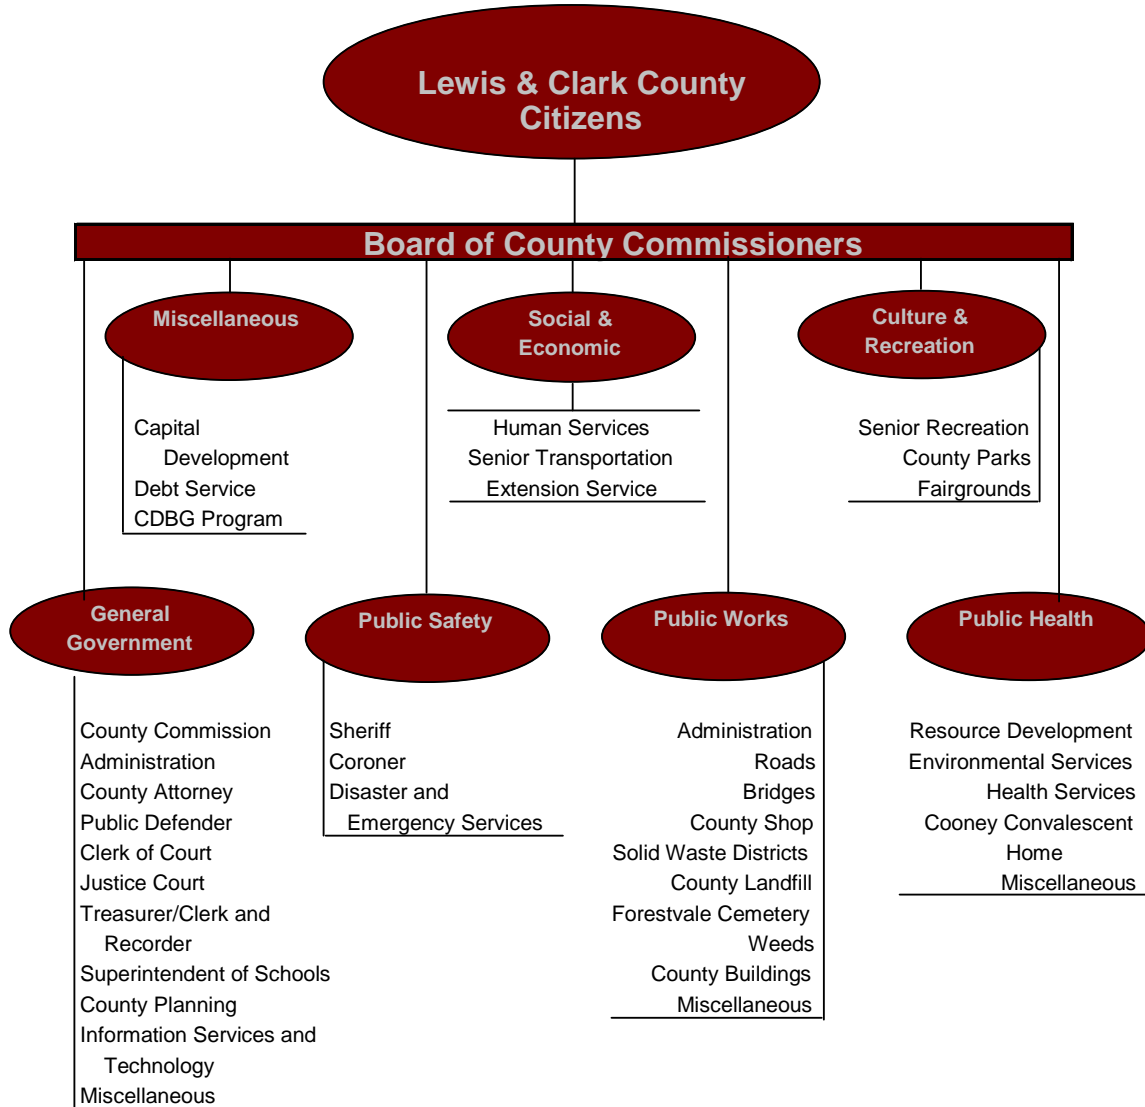 Lewis & Clark County
Citizens
Board of County Commissioners
Miscellaneous
Capital
Development
Debt Service
CDBG Program
Social &
Economic
Human Services
Senior Transportation
Extension Service
Culture &
Recreation
Senior Recreation
County Parks
Fairgrounds
General
Government
County Commission
Administration
County Attorney
Public Defender
Clerk of Court
Justice Court
Treasurer/Clerk and
Recorder
Superintendent of Schools
County Planning
Information Services and
Technology
Miscellaneous
Public Safety
Sheriff
Coroner
Disaster and
Emergency Services
Public Works
Administration
Roads
Bridges
County Shop
Solid Waste Districts
County Landfill
Forestvale Cemetery
Weeds
County Buildings
Miscellaneous
Public Health
Resource Development
Environmental Services
Health Services
Cooney Convalescent
Home
Miscellaneous